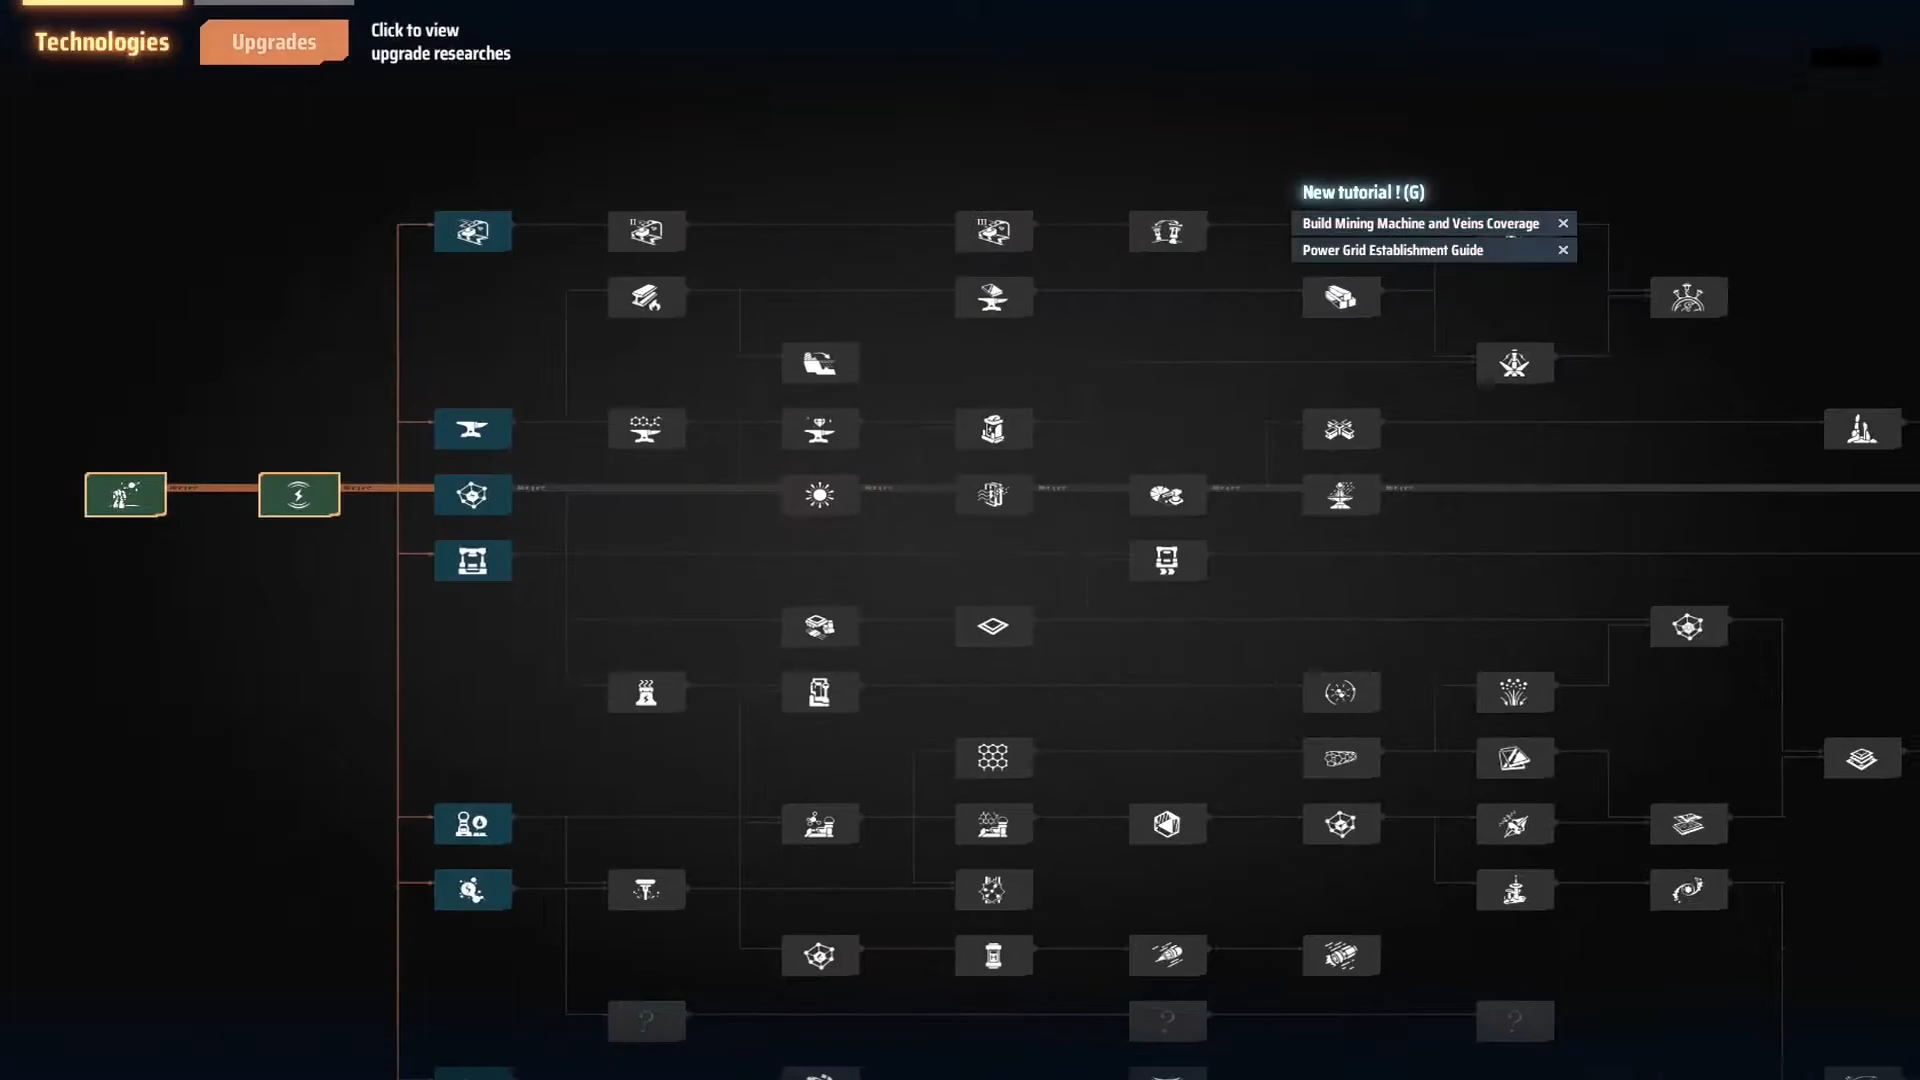 Technologies
Upgrades
Click to view
upgrade researches
New tutorial ! (G)
Build Mining Machine and Veins Coverage
Power Grid Establishment Guide
?
?
?